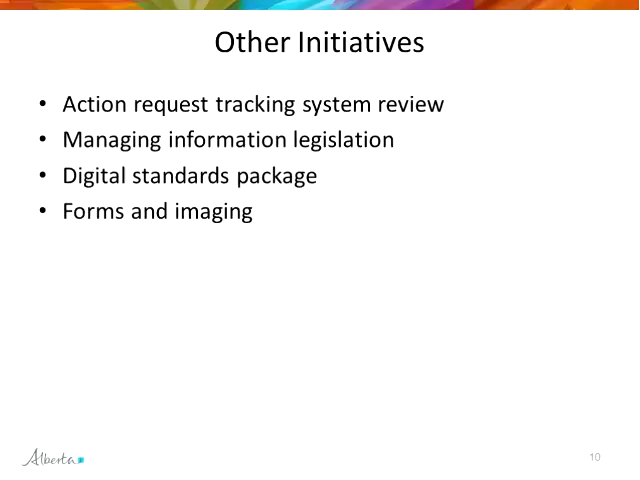 Other Initiatives
• Action request tracking system review
• Managing information legislation
• Digital standards package
• Forms and imaging
Alberta
10